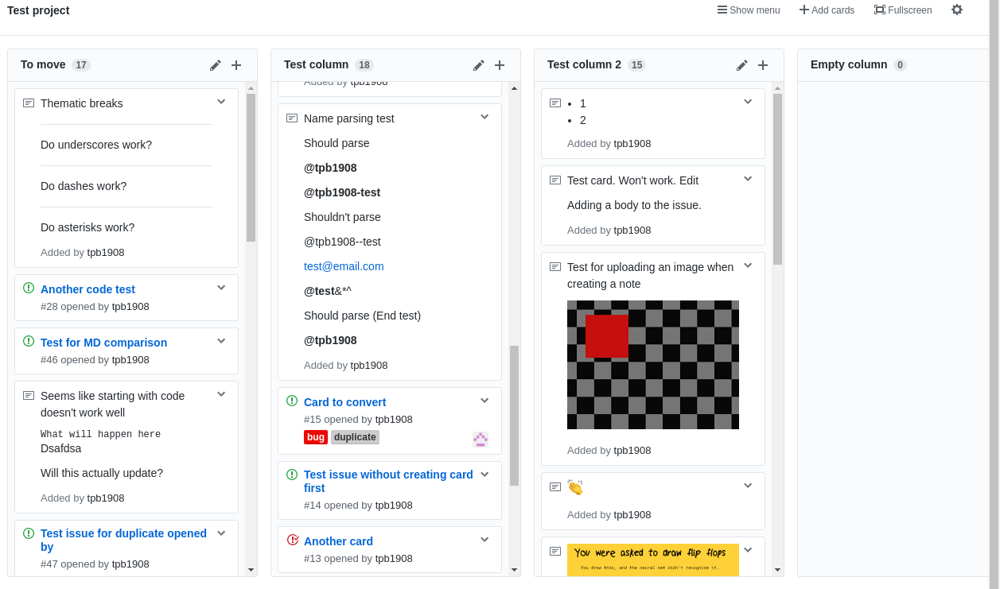 Test project
Show menu
Add cards
Fullscreen
To move 17
Thematic breaks
Do underscores work?
Do dashes work?
Do asterisks work?
Added by tpb1908
Another code test
#28 opened by tpb1908
Test for MD comparison
#46 opened by tpb1908
Seems like starting with code
doesn't work well
What will happen here
Dsafdsa
Will this actually update?
Added by tpb1908
Test issue for duplicate opened
by
#47 opened by tpb1908
Test column 18
Added by tpb1908
Name parsing test
Should parse
@tpb1908
@tpb1908-test
Shouldn't parse
@tpb1908--test
test@email.com
@test&*^
Should parse (End test)
@tpb1908
Added by tpb1908
Card to convert
#15 opened by tpb1908
bug duplicate
Test issue without creating card
first
#14 opened by tpb1908
Another card
#13 opened by tpb1908
Test column 2 15
• 1
• 2
Added by tpb1908
Test card. Won't work. Edit
Adding a body to the issue.
Added by tpb1908
Test for uploading an image when
creating a note
Added by tpb1908
👏
Added by tpb1908
You were asked to draw flip flops
You drew this, and the neural net didn't recognize it.
Empty column 0